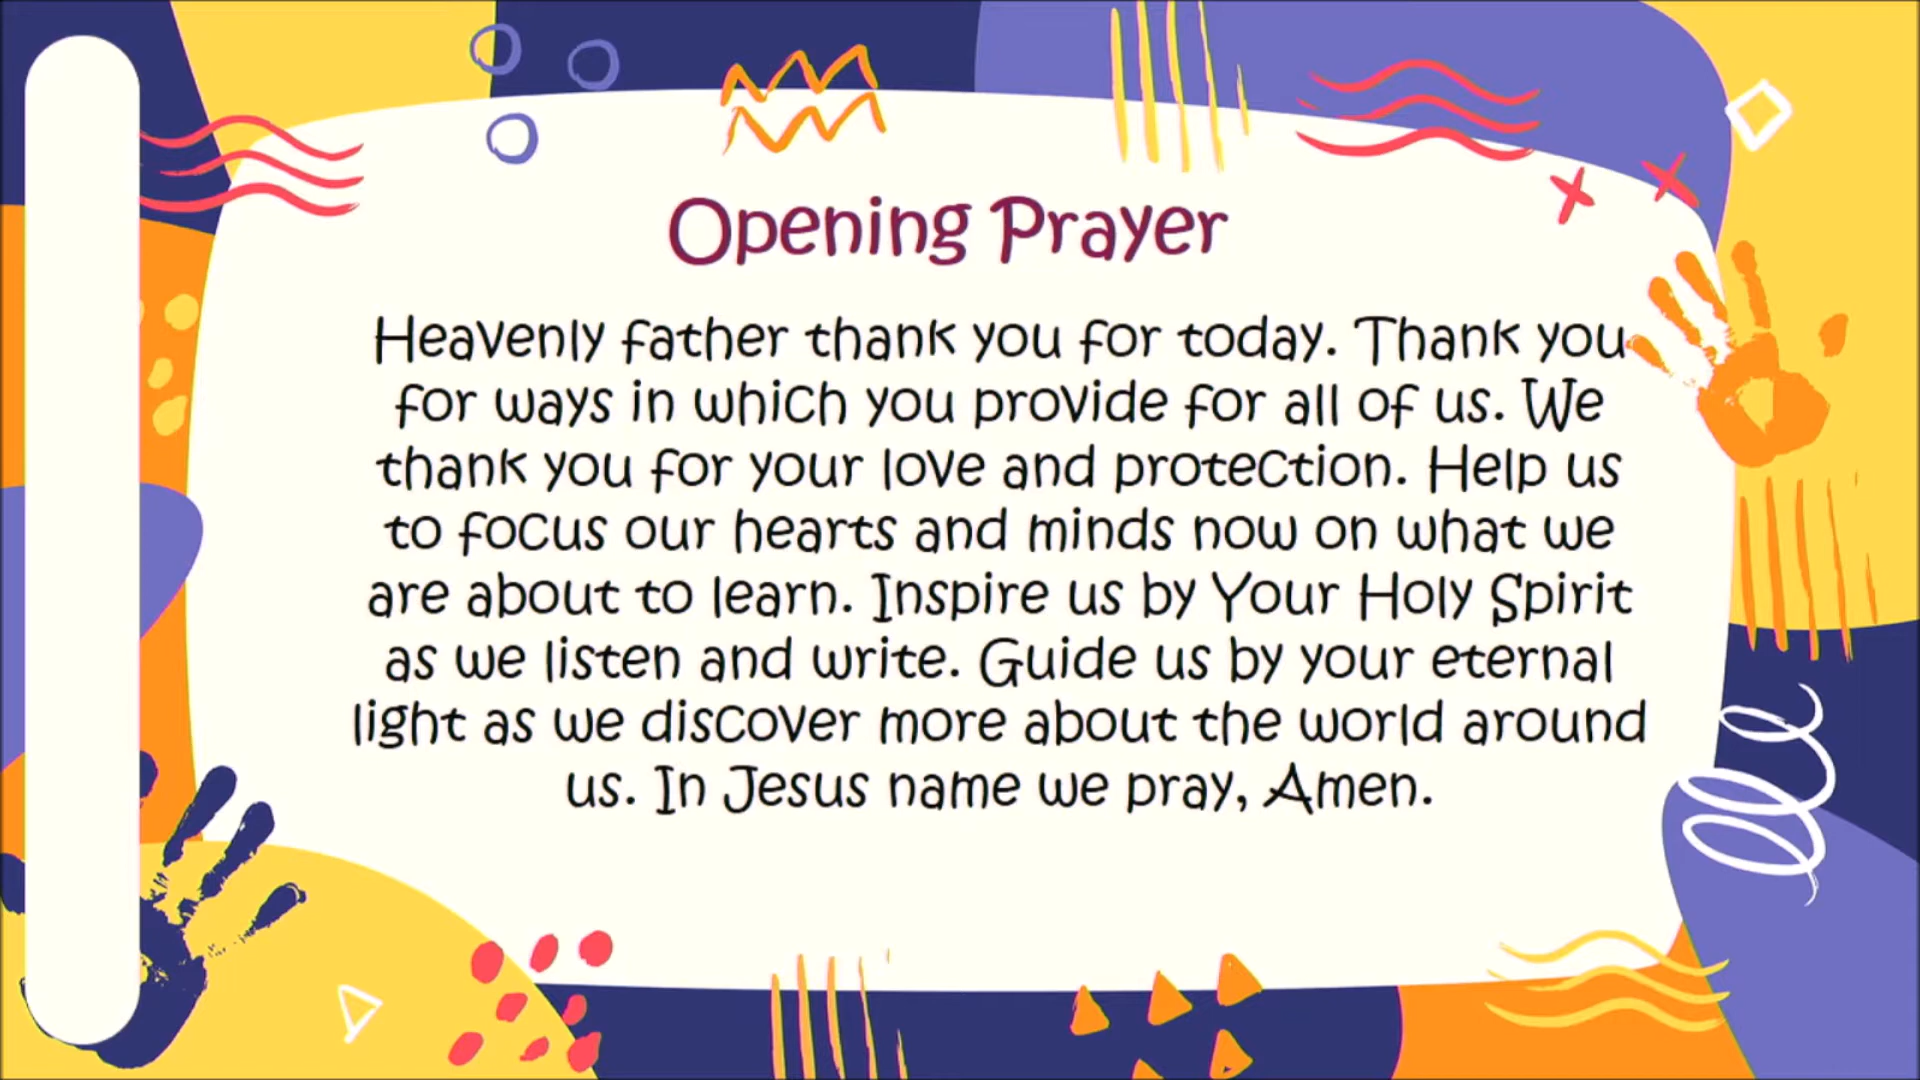 Opening Prayer
Heavenly father thank you for today. Thank you
for ways in which you provide for all of us. We
thank you for your love and protection. Help us
to focus our hearts and minds now on what we
are about to learn. Inspire us by Your Holy Spirit
as we listen and write. Guide us by your eternal
light as we discover more about the world around
us. In Jesus name we pray, Amen.